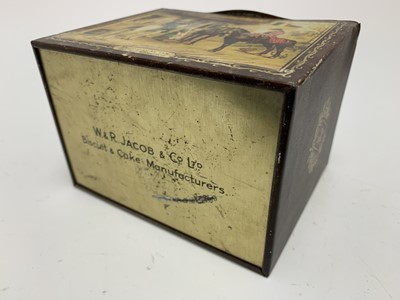 W & R. JACOB & Co LTD
Biscuit & Cake Manufacturers